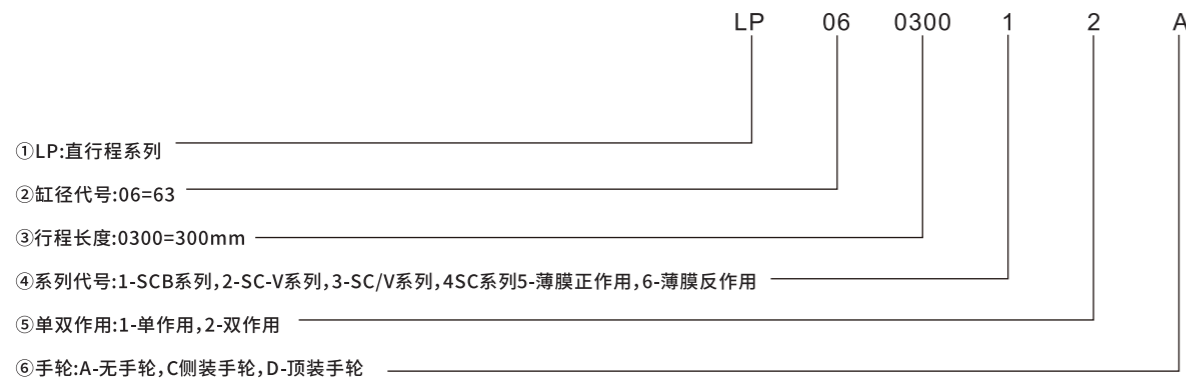 LP 06 0300 1 2 A
①LP:直行程系列
②缸径代号:06=63
③行程长度:0300=300mm
④系列代号:1-SCB系列,2-SC-V系列,3-SC/V系列,4SC系列5-薄膜正作用,6-薄膜反作用
⑤单双作用:1-单作用,2-双作用
⑥手轮:A-无手轮,C侧装手轮,D-顶装手轮